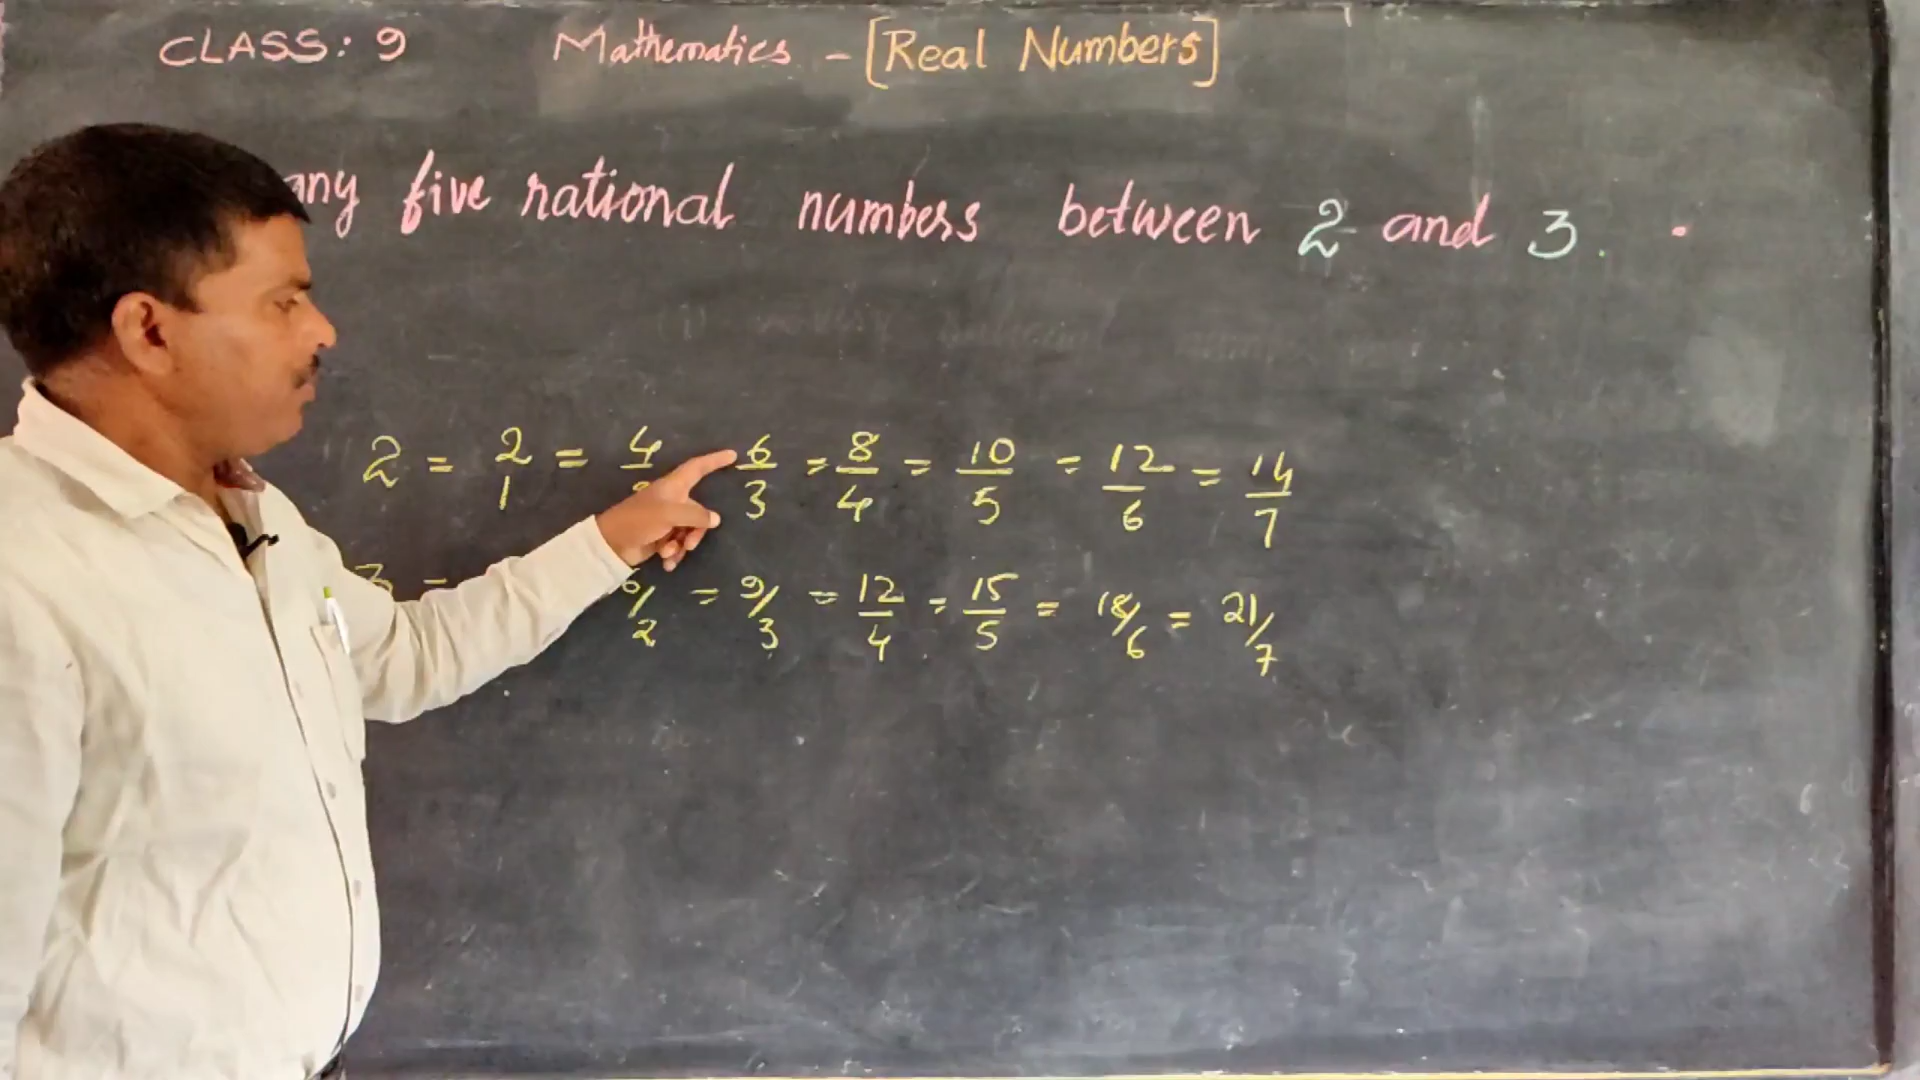 CLASS: 9 Mathematics - [Real Numbers]
any five rational numbers between 2 and 3.
2 = 2/1 = 4/ 6/3 = 8/4 = 10/5 = 12/6 = 14/7
3 = 6/2 = 9/3 = 12/4 = 15/5 = 18/6 = 21/7